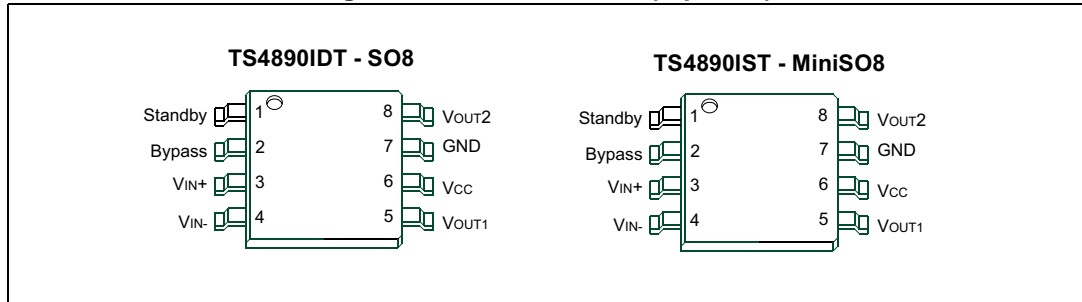 TS4890IDT - SO8
Standby 1 8 VOUT2
Bypass 2 7 GND
VIN+ 3 6 VCC
VIN- 4 5 VOUT1
TS4890IST - MiniSO8
Standby 1 8 VOUT2
Bypass 2 7 GND
VIN+ 3 6 VCC
VIN- 4 5 VOUT1